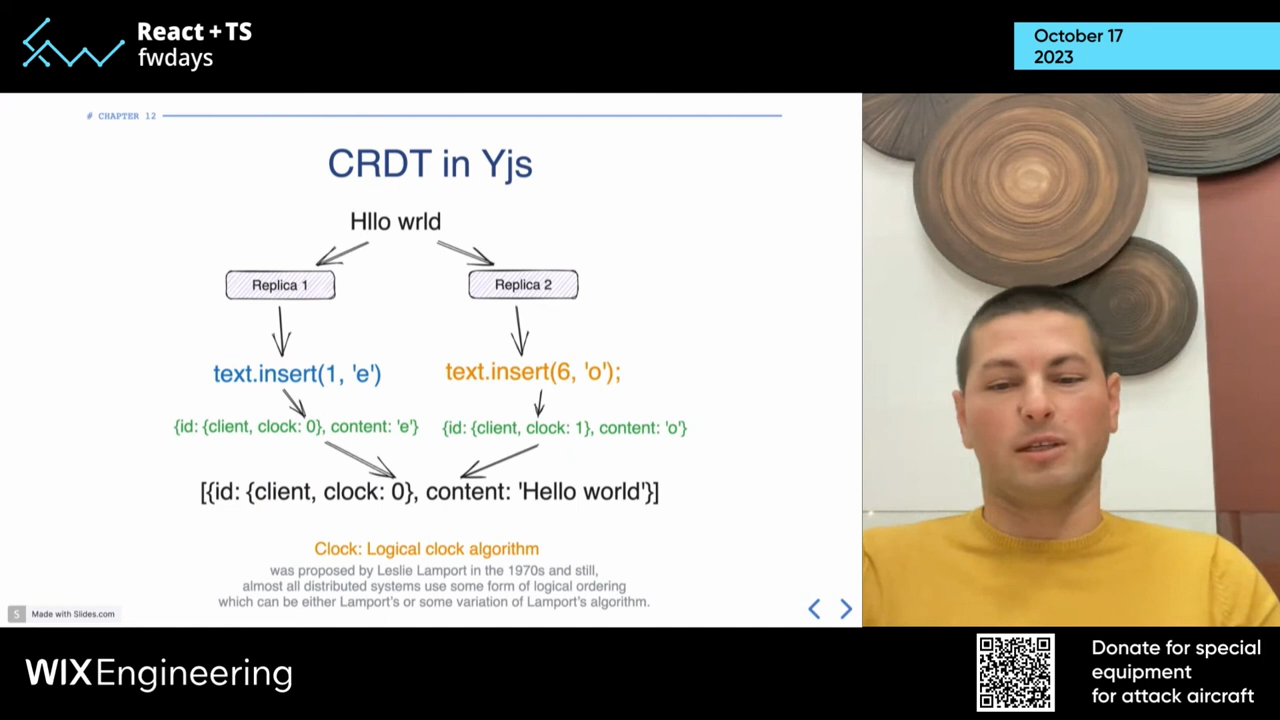 React + TS
fwdays
October 17
2023
# CHAPTER 12
CRDT in Yjs
Hllo wrld
Replica 1
Replica 2
text.insert(1, 'e')
text.insert(6, 'o');
{id: {client, clock: 0}, content: 'e'}
{id: {client, clock: 1}, content: 'o'}
[{id: {client, clock: 0}, content: 'Hello world'}]
Clock: Logical clock algorithm
was proposed by Leslie Lamport in the 1970s and still,
almost all distributed systems use some form of logical ordering
which can be either Lamport's or some variation of Lamport's algorithm.
S Made with Slides.com
WIXEngineering
Donate for special
equipment
for attack aircraft